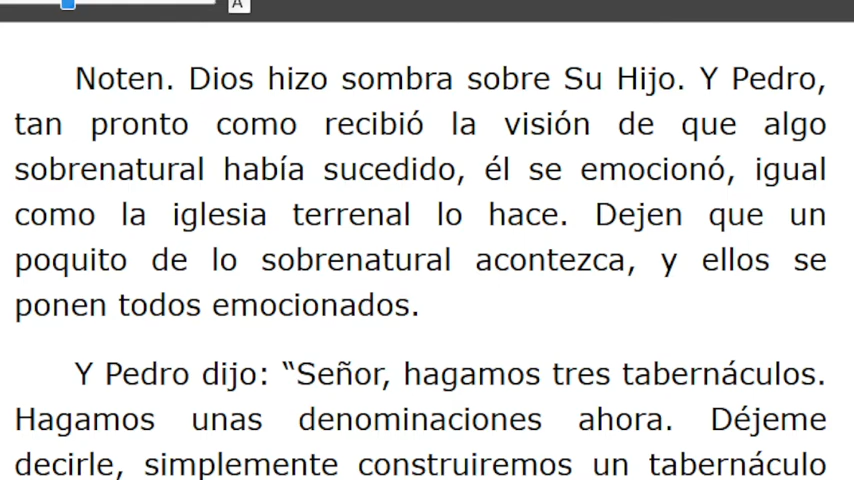 A
Noten. Dios hizo sombra sobre Su Hijo. Y Pedro,
tan pronto como recibió la visión de que algo
sobrenatural había sucedido, él se emocionó, igual
como la iglesia terrenal lo hace. Dejen que un
poquito de lo sobrenatural acontezca, y ellos se
ponen todos emocionados.
Y Pedro dijo: “Señor, hagamos tres tabernáculos.
Hagamos unas denominaciones ahora. Déjeme
decirle, simplemente construiremos un tabernáculo